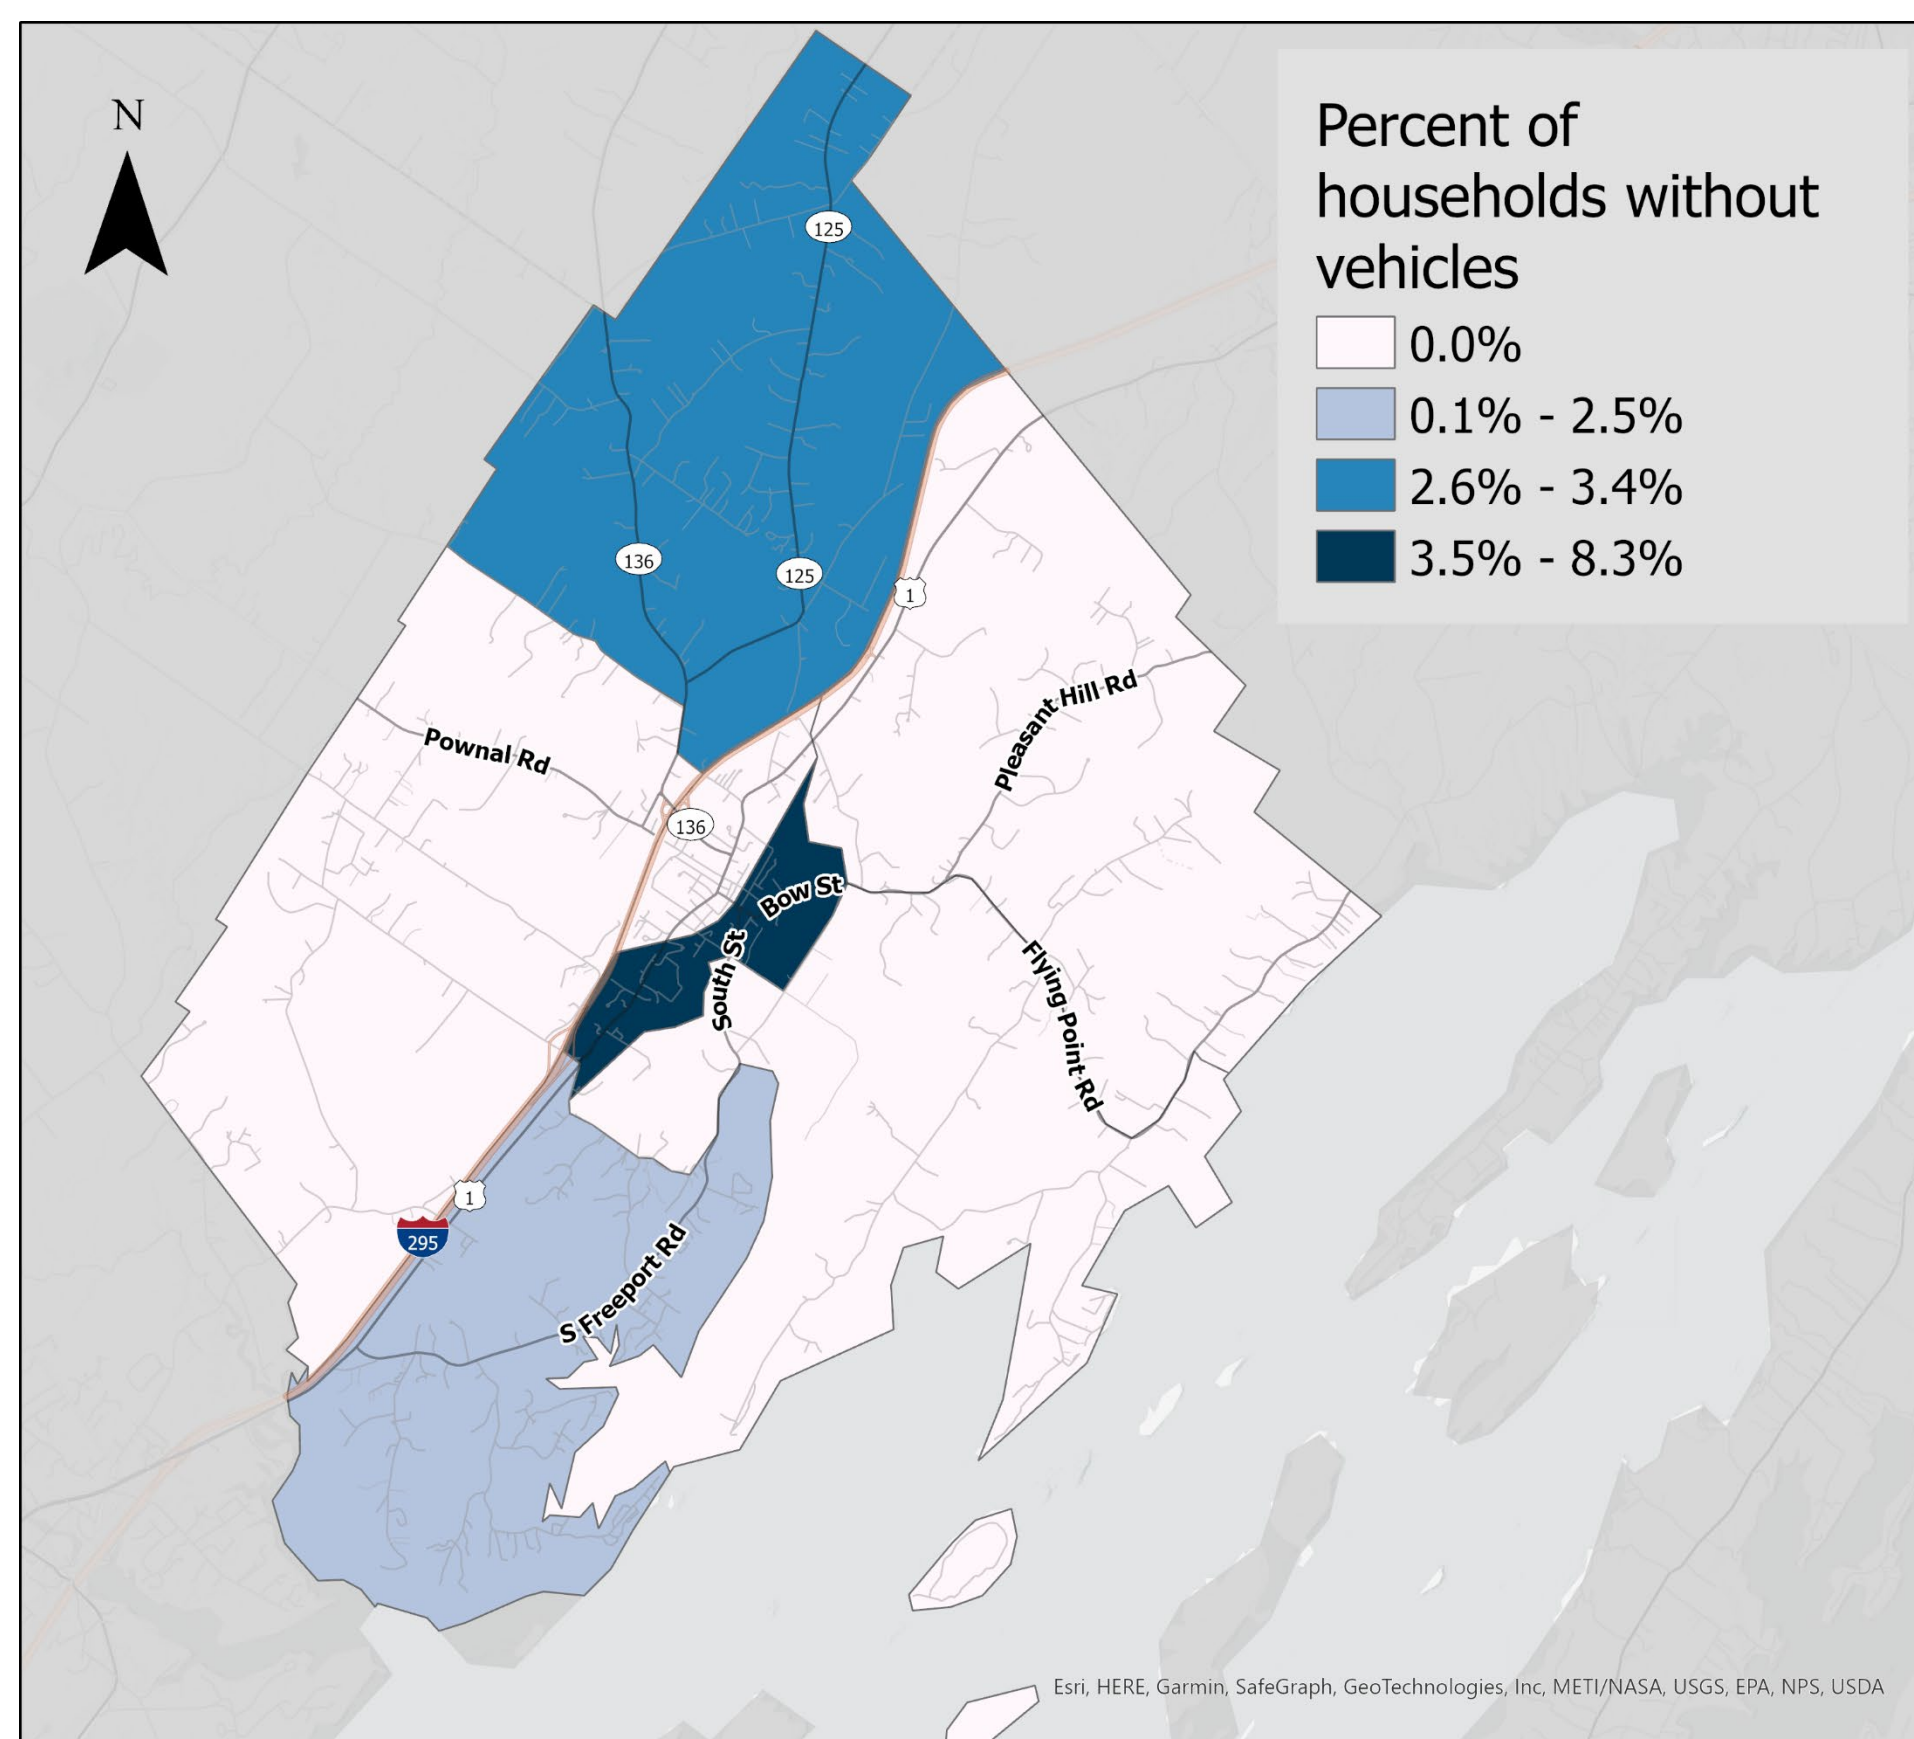 N
Percent of
households without
vehicles
0.0%
0.1% - 2.5%
2.6% - 3.4%
3.5% - 8.3%
125
136
125
1
Pleasant Hill Rd
Pownal Rd
136
Bow St
South St
Flying Point Rd
1
295
S Freeport Rd
Esri, HERE, Garmin, SafeGraph, GeoTechnologies, Inc, METI/NASA, USGS, EPA, NPS, USDA